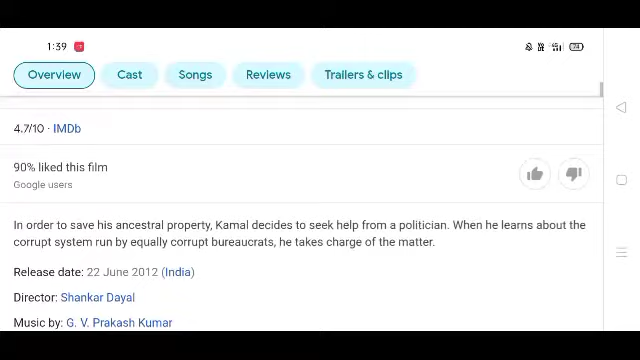 1:39
Overview Cast Songs Reviews Trailers & clips
4.7/10 · IMDb
90% liked this film
Google users
In order to save his ancestral property, Kamal decides to seek help from a politician. When he learns about the
corrupt system run by equally corrupt bureaucrats, he takes charge of the matter.
Release date: 22 June 2012 (India)
Director: Shankar Dayal
Music by: G. V. Prakash Kumar